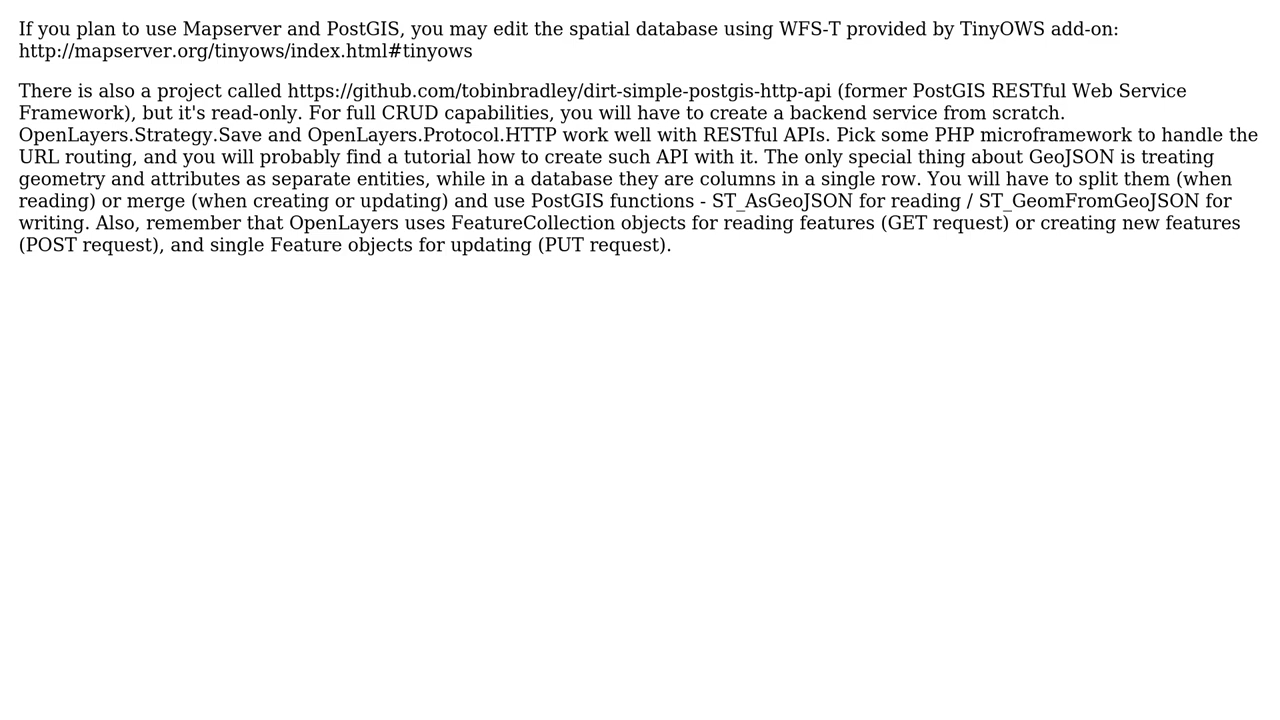 If you plan to use Mapserver and PostGIS, you may edit the spatial database using WFS-T provided by TinyOWS add-on:
http://mapserver.org/tinyows/index.html#tinyows
There is also a project called https://github.com/tobinbradley/dirt-simple-postgis-http-api (former PostGIS RESTful Web Service
Framework), but it's read-only. For full CRUD capabilities, you will have to create a backend service from scratch.
OpenLayers.Strategy.Save and OpenLayers.Protocol.HTTP work well with RESTful APIs. Pick some PHP microframework to handle the
URL routing, and you will probably find a tutorial how to create such API with it. The only special thing about GeoJSON is treating
geometry and attributes as separate entities, while in a database they are columns in a single row. You will have to split them (when
reading) or merge (when creating or updating) and use PostGIS functions - ST_AsGeoJSON for reading / ST_GeomFromGeoJSON for
writing. Also, remember that OpenLayers uses FeatureCollection objects for reading features (GET request) or creating new features
(POST request), and single Feature objects for updating (PUT request).